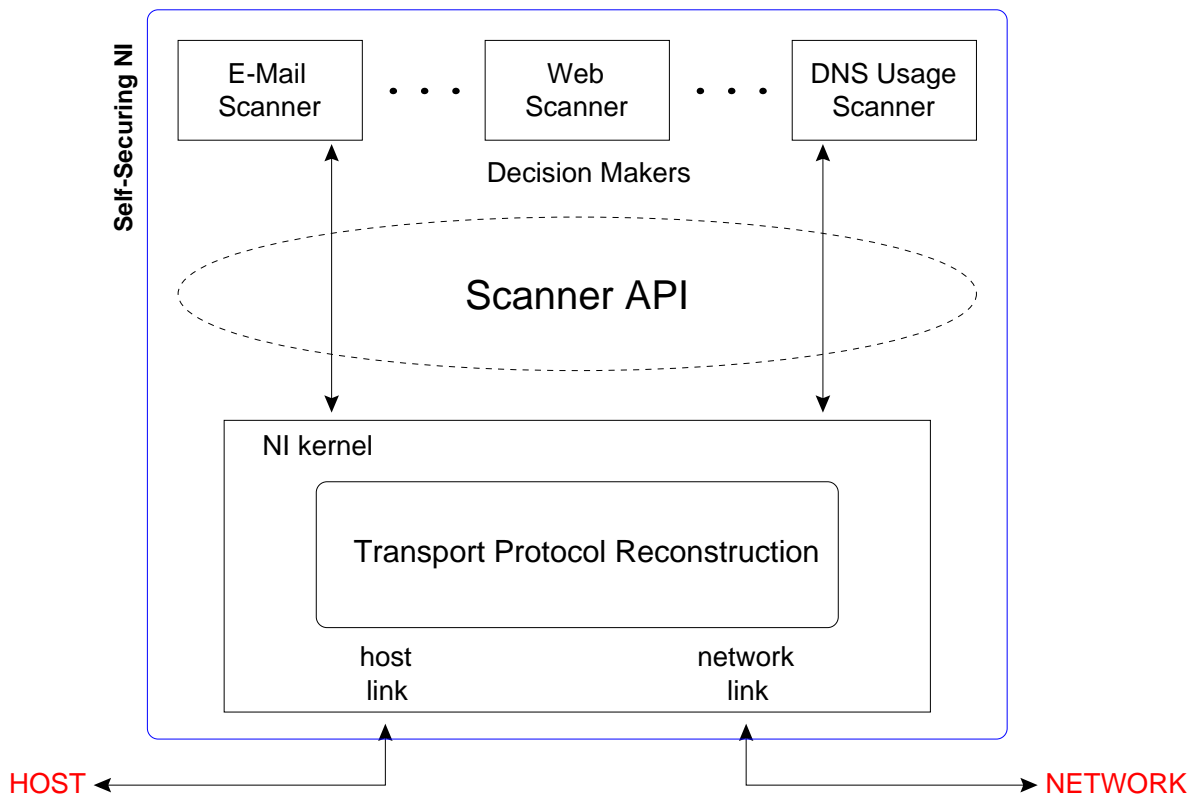 Self-Securing NI
E-Mail
Scanner
. . .
Web
Scanner
. . .
DNS Usage
Scanner
Decision Makers
Scanner API
NI kernel
Transport Protocol Reconstruction
host
link
network
link
HOST
NETWORK